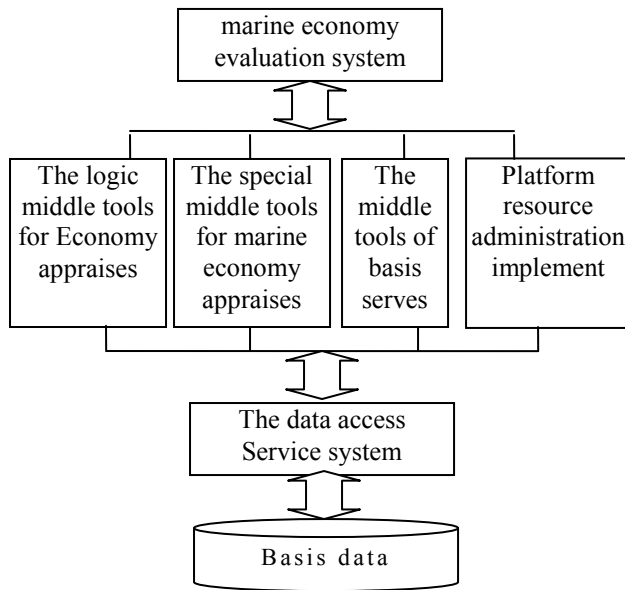 marine economy
evaluation system
The logic
middle tools
for Economy
appraises
The special
middle tools
for marine
economy
appraises
The
middle
tools of
basis
serves
Platform
resource
administration
implement
The data access
Service system
Basis data